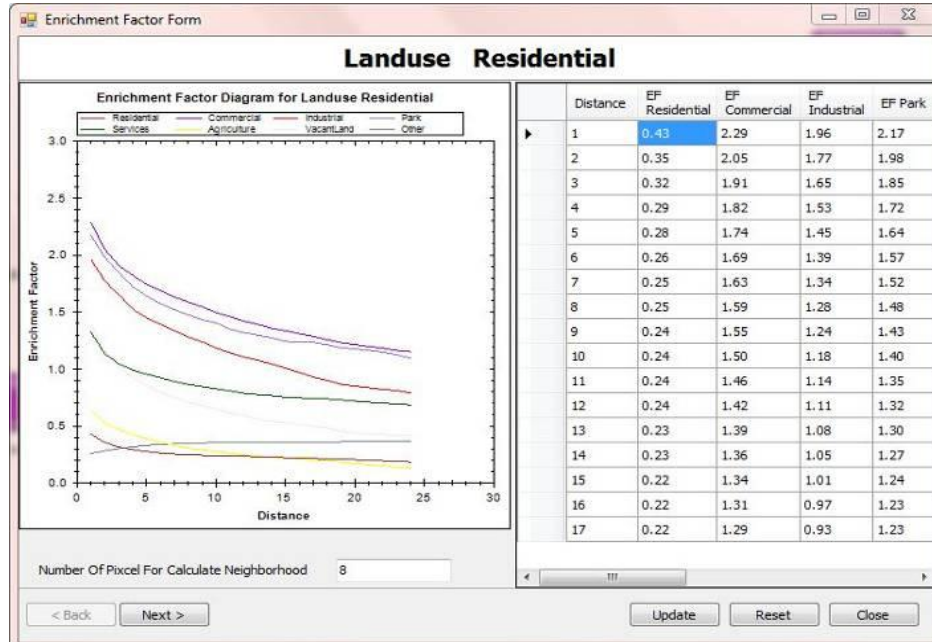 Enrichment Factor Form
Landuse Residential
Enrichment Factor Diagram for Landuse Residential
Residential Commercial Industrial Park
Services Agriculture VacantLand Other
3.0
2.5
2.0
1.5
1.0
0.5
0.0
0 5 10 15 20 25 30
Enrichment Factor
Distance
Distance EF Residential EF Commercial EF Industrial EF Park
1 0.43 2.29 1.96 2.17
2 0.35 2.05 1.77 1.98
3 0.32 1.91 1.65 1.85
4 0.29 1.82 1.53 1.72
5 0.28 1.74 1.45 1.64
6 0.26 1.69 1.39 1.57
7 0.25 1.63 1.34 1.52
8 0.25 1.59 1.28 1.48
9 0.24 1.55 1.24 1.43
10 0.24 1.50 1.18 1.40
11 0.24 1.46 1.14 1.35
12 0.24 1.42 1.11 1.32
13 0.23 1.39 1.08 1.30
14 0.23 1.36 1.05 1.27
15 0.22 1.34 1.01 1.24
16 0.22 1.31 0.97 1.23
17 0.22 1.29 0.93 1.23
Number Of Pixcel For Calculate Neighborhood 8
< Back Next > Update Reset Close